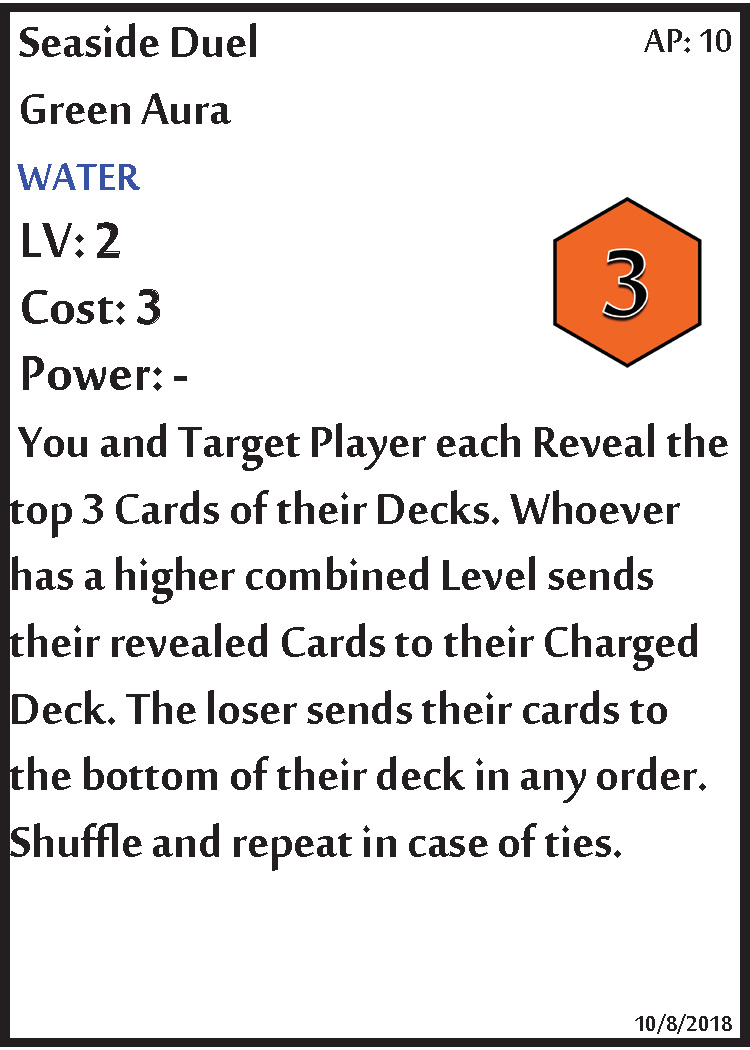 Seaside Duel
AP: 10
Green Aura
WATER
LV: 2
Cost: 3
3
Power: -
You and Target Player each Reveal the
top 3 Cards of their Decks. Whoever
has a higher combined Level sends
their revealed Cards to their Charged
Deck. The loser sends their cards to
the bottom of their deck in any order.
Shuffle and repeat in case of ties.
10/8/2018